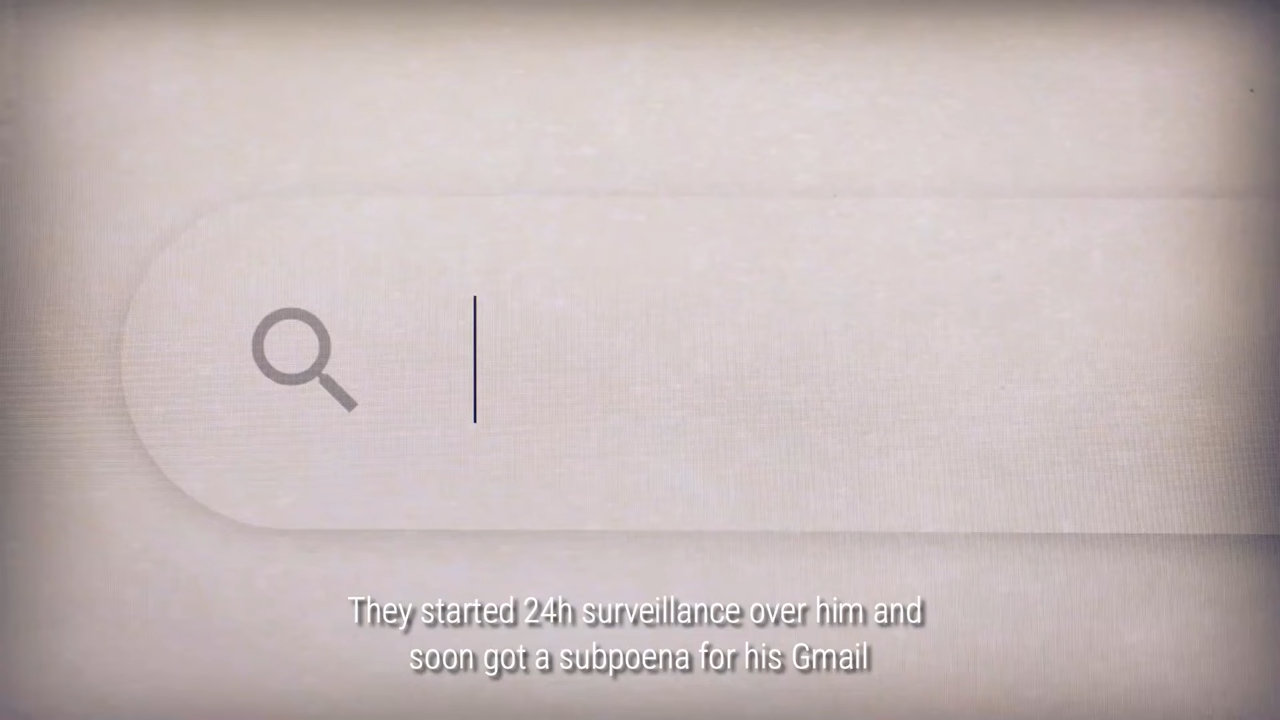 They started 24h surveillance over him and
soon got a subpoena for his Gmail